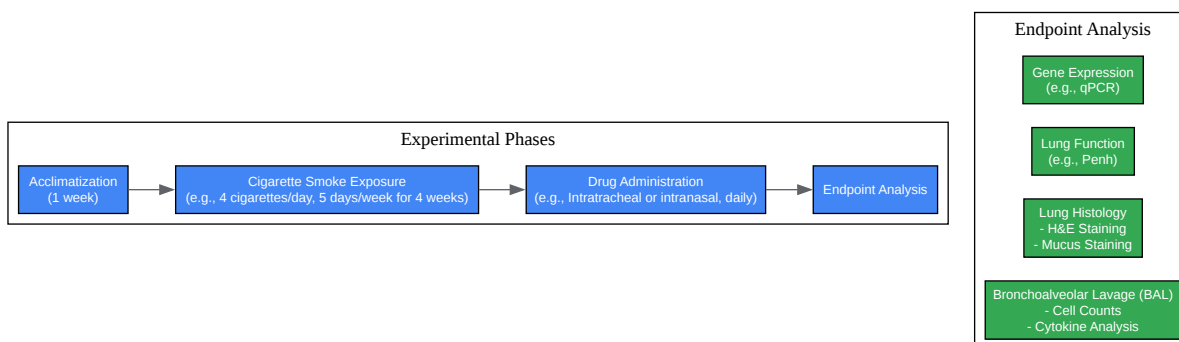 Experimental Phases
Acclimatization
(1 week)
Cigarette Smoke Exposure
(e.g., 4 cigarettes/day, 5 days/week for 4 weeks)
Drug Administration
(e.g., Intratracheal or intranasal, daily)
Endpoint Analysis
Endpoint Analysis
Gene Expression
(e.g., qPCR)
Lung Function
(e.g., Penh)
Lung Histology
- H&E Staining
- Mucus Staining
Bronchoalveolar Lavage (BAL)
- Cell Counts
- Cytokine Analysis